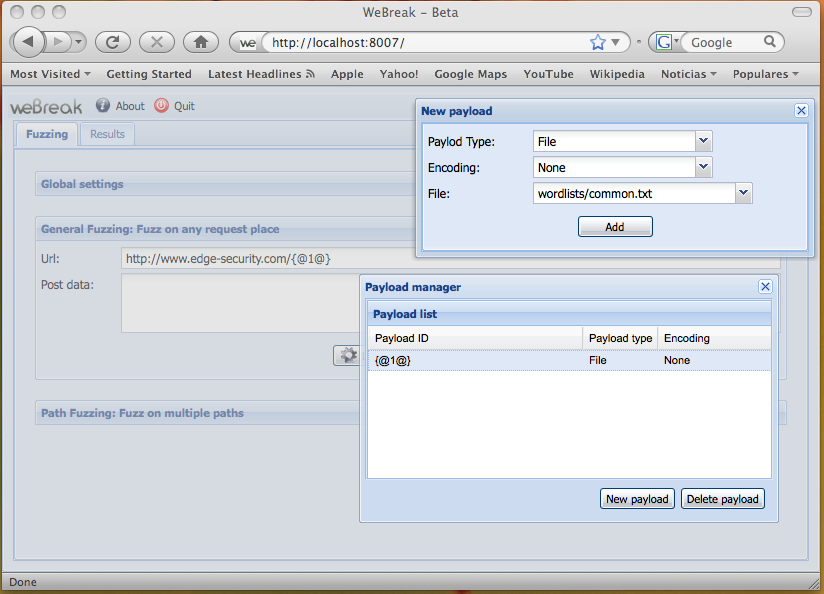 WeBreak – Beta
we http://localhost:8007/ G Google
Most Visited Getting Started Latest Headlines Apple Yahoo! Google Maps YouTube Wikipedia Noticias Populares
weBreak i About Quit
Fuzzing Results
Global settings
General Fuzzing: Fuzz on any request place
Url: http://www.edge-security.com/{@1@}
Post data:
Path Fuzzing: Fuzz on multiple paths
New payload
Paylod Type: File
Encoding: None
File: wordlists/common.txt
Add
Payload manager
Payload list
Payload ID Payload type Encoding
{@1@} File None
New payload Delete payload
Done